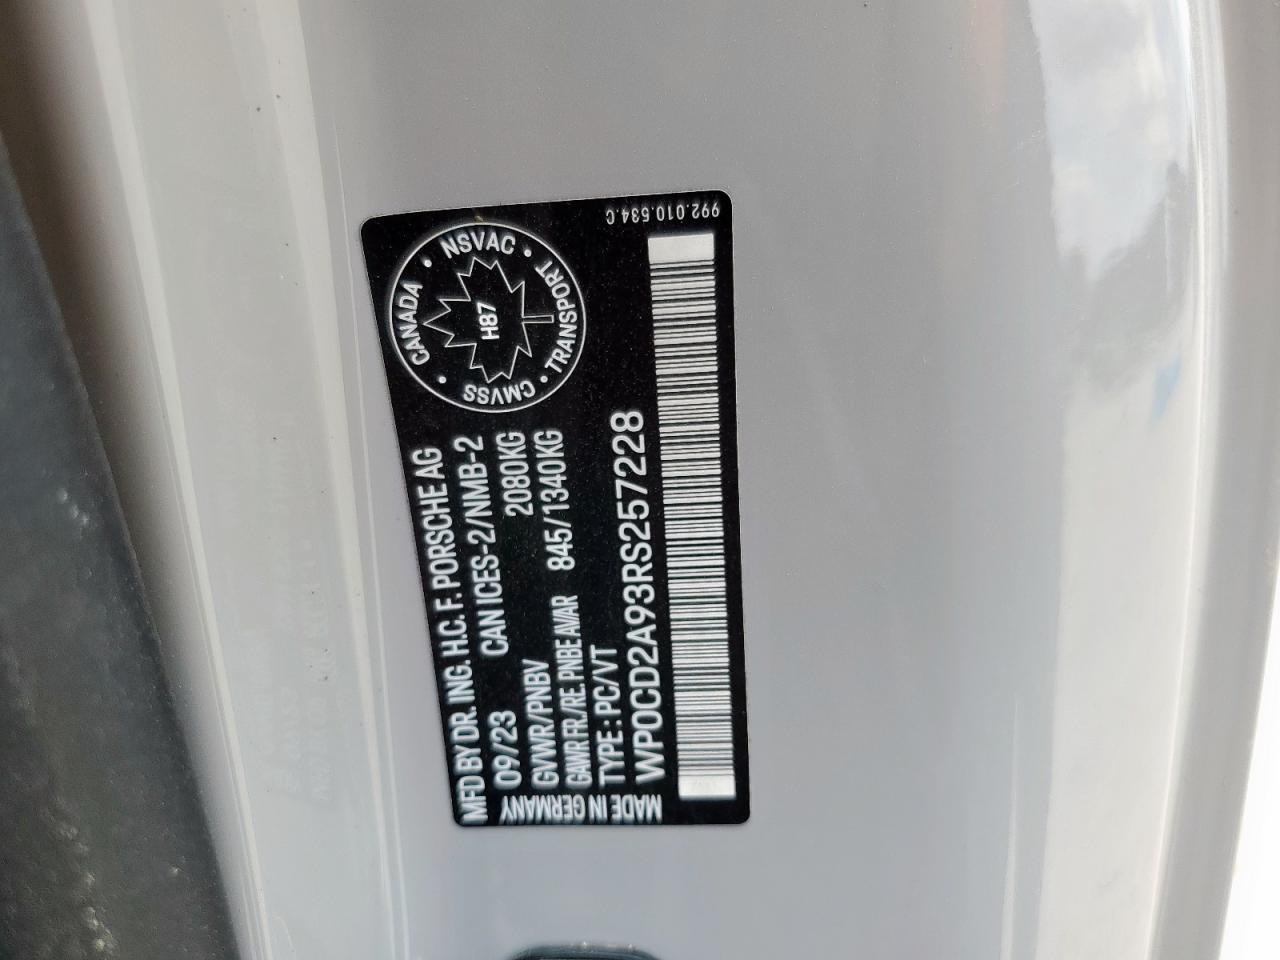 MFD BY DR. ING. H.C. F. PORSCHE AG
09/23 CAN ICES-2/NMB-2
GVWR/PNBV 2080KG
GAWR FR./RE. PNBE AV/AR 845/1340KG
TYPE: PC/VT
WP0CD2A93RS257228
MADE IN GERMANY
CANADA • NSVAC • TRANSPORT • CMVSS •
H87
992.010.534.C